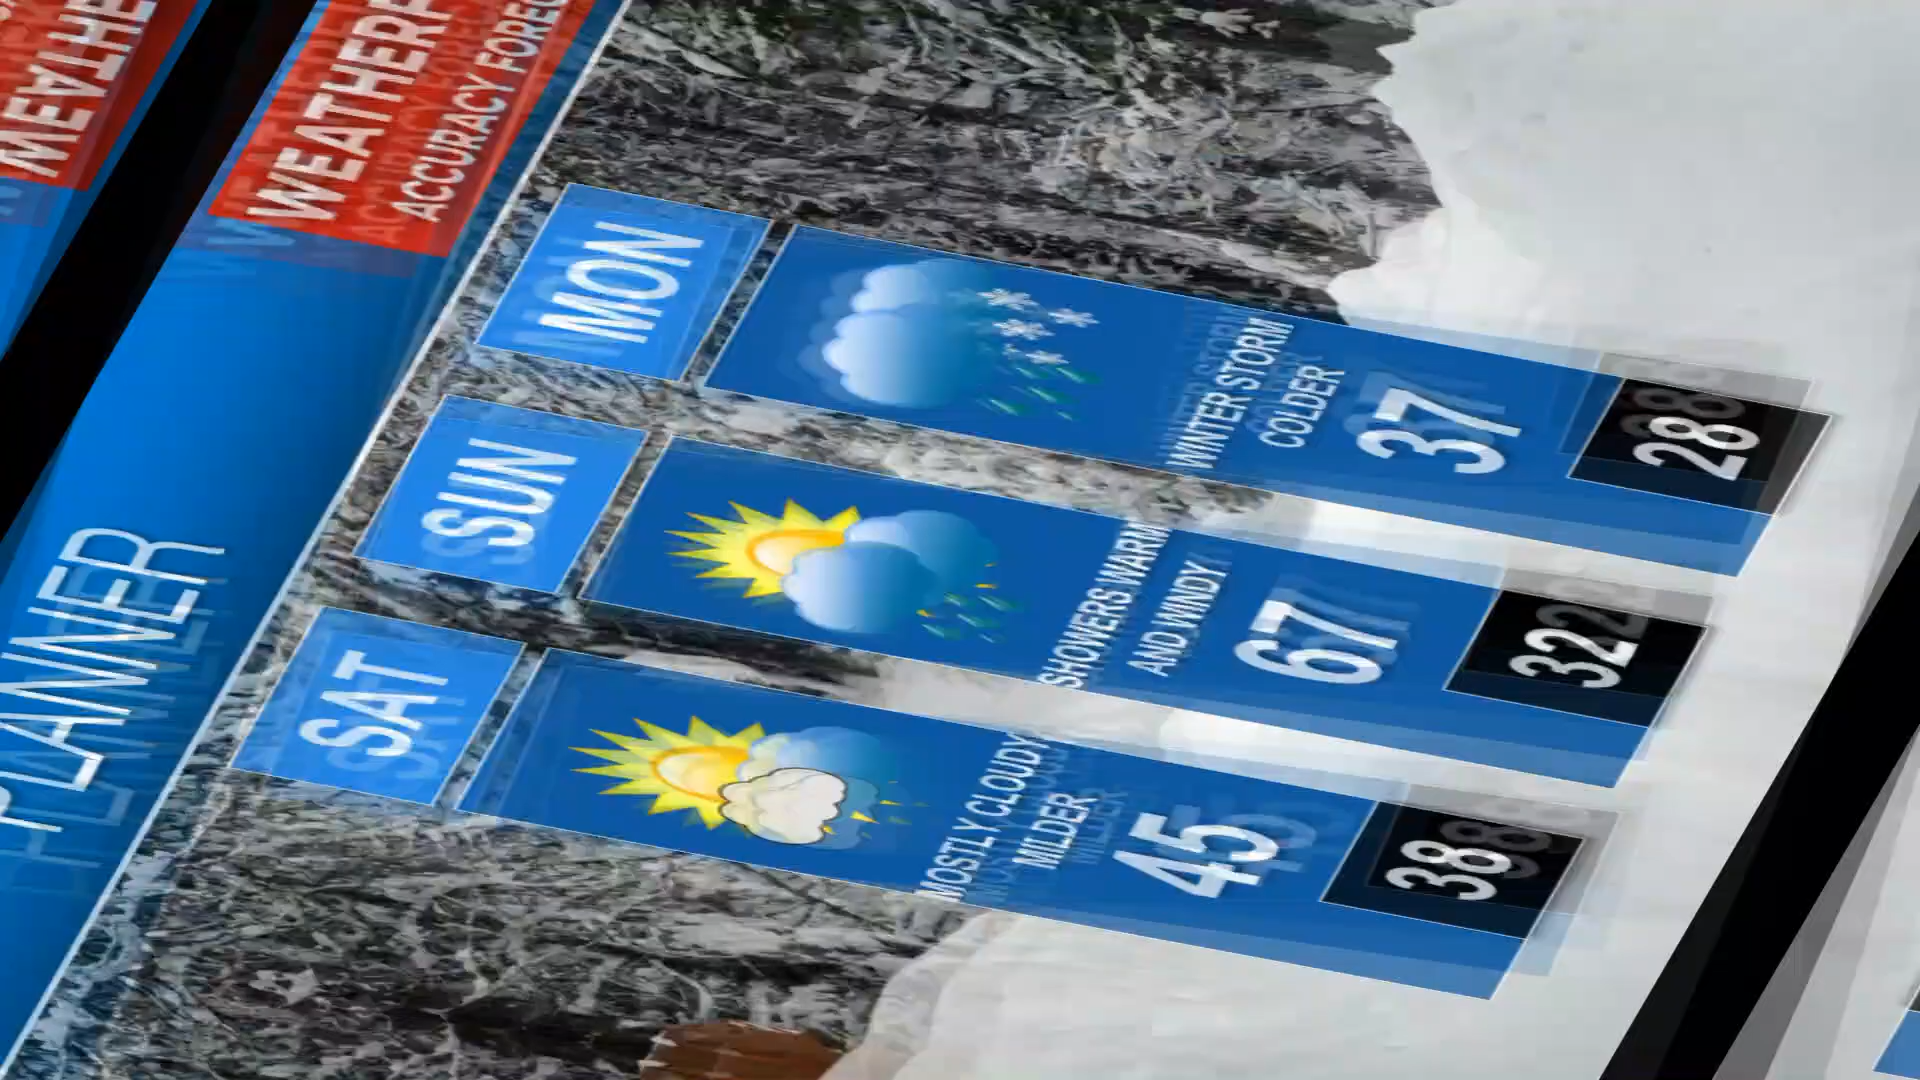 PLANNER
WEATHER
ACCURACY
SAT
SUN
MON
MOSTLY CLOUDY
MILDER
45
38
SHOWERS, WARM
AND WINDY
67
32
WINTER STORM
COLDER
37
28